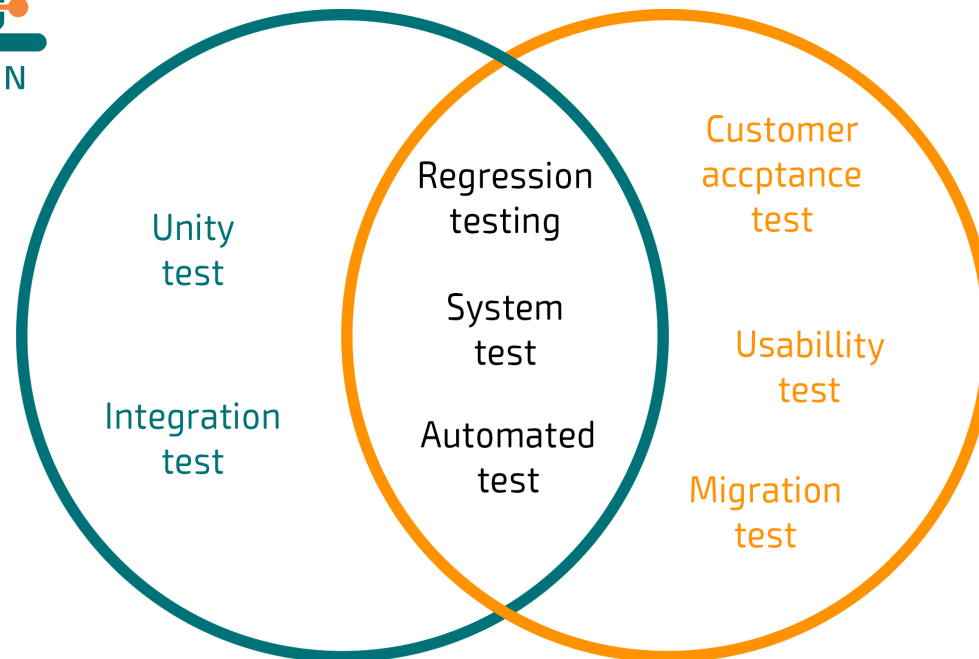 N
Unity
test
Integration
test
Regression
testing
System
test
Automated
test
Customer
accptance
test
Usabillity
test
Migration
test